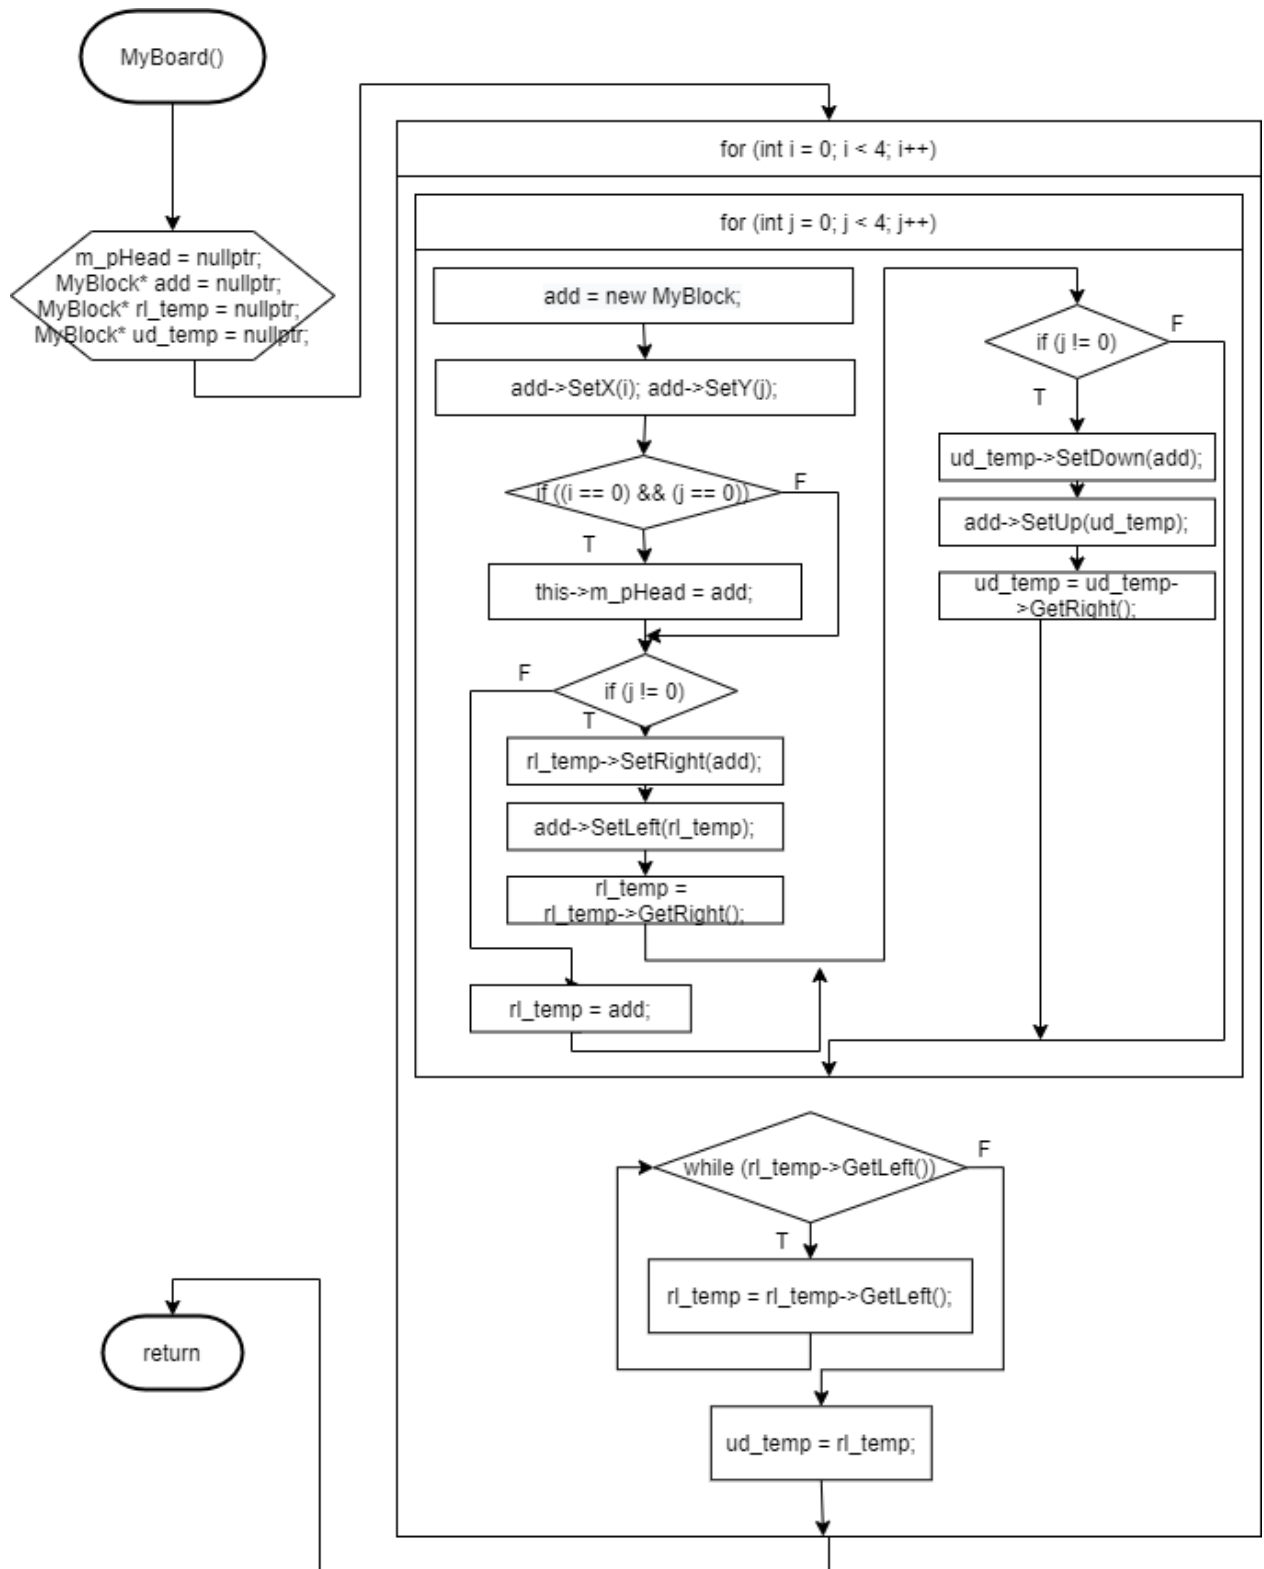 MyBoard()
m_pHead = nullptr;
MyBlock* add = nullptr;
MyBlock* rl_temp = nullptr;
MyBlock* ud_temp = nullptr;
for (int i = 0; i < 4; i++)
for (int j = 0; j < 4; j++)
add = new MyBlock;
add->SetX(i); add->SetY(j);
if ((i == 0) && (j == 0))
F
T
this->m_pHead = add;
if (j != 0)
F
T
rl_temp->SetRight(add);
add->SetLeft(rl_temp);
rl_temp =
rl_temp->GetRight();
rl_temp = add;
if (j != 0)
F
T
ud_temp->SetDown(add);
add->SetUp(ud_temp);
ud_temp = ud_temp-
>GetRight();
while (rl_temp->GetLeft())
F
T
rl_temp = rl_temp->GetLeft();
ud_temp = rl_temp;
return